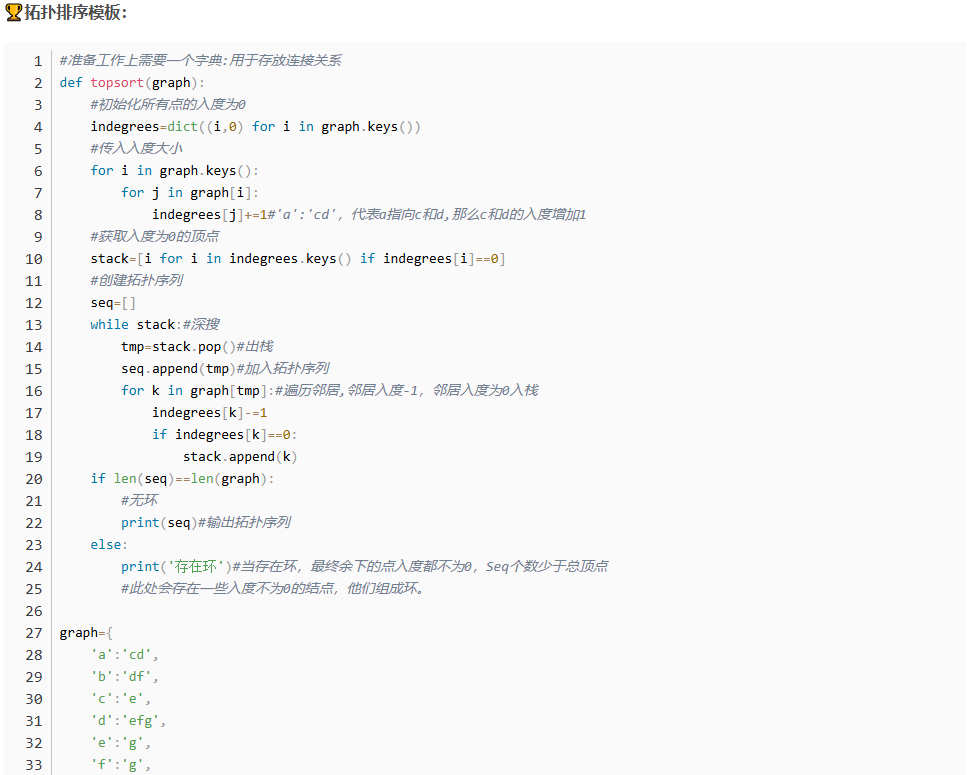 🏆拓扑排序模板：
1 #准备工作上需要一个字典:用于存放连接关系
2 def topsort(graph):
3     #初始化所有点的入度为0
4     indegrees=dict((i,0) for i in graph.keys())
5     #传入入度大小
6     for i in graph.keys():
7         for j in graph[i]:
8             indegrees[j]+=1#'a':'cd', 代表a指向c和d,那么c和d的入度增加1
9     #获取入度为0的顶点
10     stack=[i for i in indegrees.keys() if indegrees[i]==0]
11     #创建拓扑序列
12     seq=[]
13     while stack:#深搜
14         tmp=stack.pop()#出栈
15         seq.append(tmp)#加入拓扑序列
16         for k in graph[tmp]:#遍历邻居,邻居入度-1, 邻居入度为0入栈
17             indegrees[k]-=1
18             if indegrees[k]==0:
19                 stack.append(k)
20     if len(seq)==len(graph):
21         #无环
22         print(seq)#输出拓扑序列
23     else:
24         print('存在环')#当存在环，最终余下的点入度都不为0，Seq个数少于总顶点
25         #此处会存在一些入度不为0的结点，他们组成环。
26
27 graph={
28     'a':'cd',
29     'b':'df',
30     'c':'e',
31     'd':'efg',
32     'e':'g',
33     'f':'g',